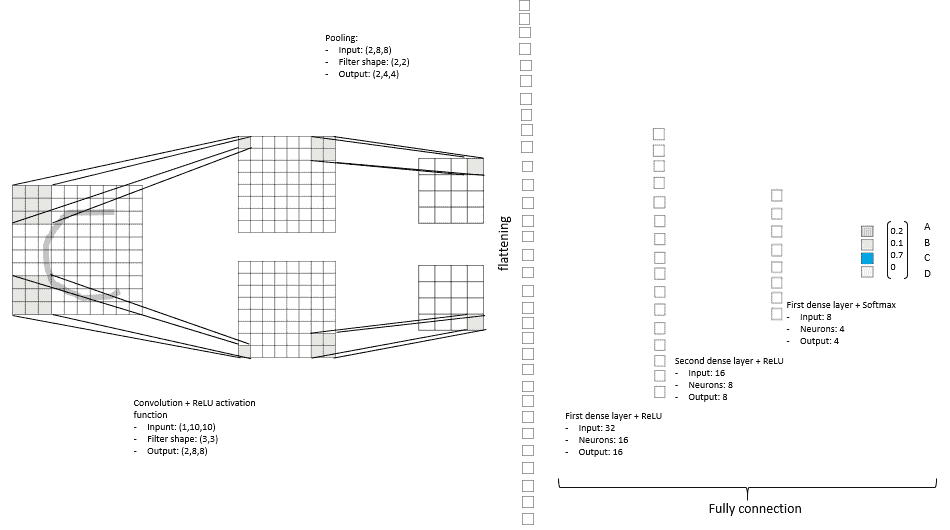 Pooling:
- Input: (2,8,8)
- Filter shape: (2,2)
- Output: (2,4,4)
flattening
0.2
0.1
0.7
0
A
B
C
D
First dense layer + Softmax
- Input: 8
- Neurons: 4
- Output: 4
Second dense layer + ReLU
- Input: 16
- Neurons: 8
- Output: 8
Convolution + ReLU activation
function
- Inpunt: (1,10,10)
- Filter shape: (3,3)
- Output: (2,8,8)
First dense layer + ReLU
- Input: 32
- Neurons: 16
- Output: 16
Fully connection